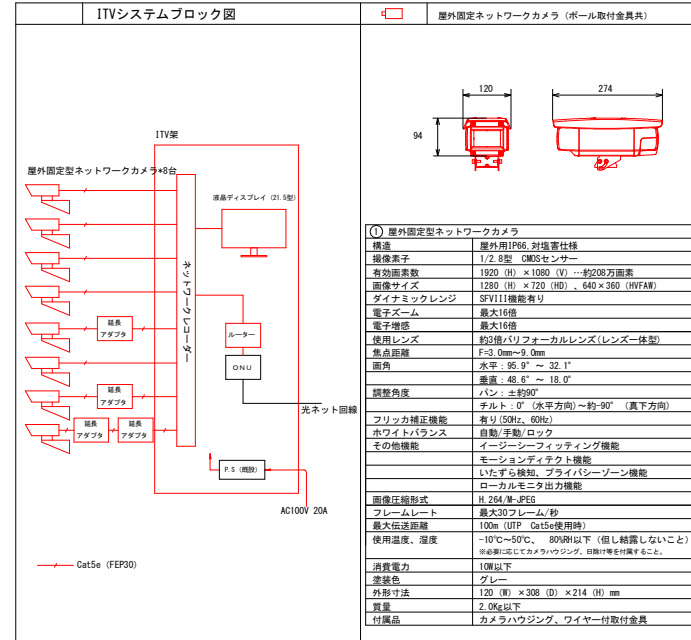 ITVシステムブロック図
屋外固定ネットワークカメラ（ポール取付金具共）
120
274
94
ITV架
屋外固定型ネットワークカメラ*8台
液晶ディスプレイ（21.5型）
ネットワークレコーダー
ルーター
ONU
光ネット回線
延長
アダプタ
延長
アダプタ
延長
アダプタ
延長
アダプタ
P.S（既設）
AC100V 20A
Cat5e（FEP30）
① 屋外固定型ネットワークカメラ
構造 屋外用IP66,対塩害仕様
撮像素子 1/2.8型 CMOSセンサー
有効画素数 1920（H）×1080（V）…約208万画素
画像サイズ 1280（H）×720（HD）、640×360（HVFAW）
ダイナミックレンジ SFVIII機能有り
電子ズーム 最大16倍
電子増感 最大16倍
使用レンズ 約3倍バリフォーカルレンズ(レンズ一体型)
焦点距離 F=3.0mm～9.0mm
画角 水平：95.9° ～ 32.1°
垂直：48.6° ～ 18.0°
調整角度 パン：±約90°
チルト：0°（水平方向)～約-90°（真下方向）
フリッカ補正機能 有り(50Hz、60Hz)
ホワイトバランス 自動/手動/ロック
その他機能 イージーシーフィッティング機能
モーションディテクト機能
いたずら検知、プライバシーゾーン機能
ローカルモニタ出力機能
画像圧縮形式 H.264/M-JPEG
フレームレート 最大30フレーム/秒
最大伝送距離 100m（UTP Cat5e使用時）
使用温度、湿度 -10℃～50℃、 80%RH以下（但し結露しないこと）
※必要に応じてカメラハウジング、日除け等を付属すること。
消費電力 10W以下
塗装色 グレー
外形寸法 120（W）×308（D）×214（H）mm
質量 2.0Kg以下
付属品 カメラハウジング、ワイヤー付取付金具